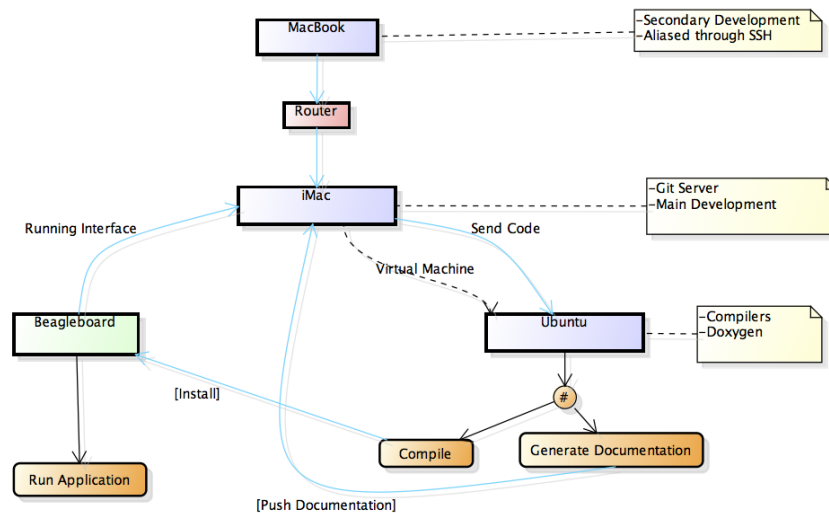 MacBook
-Secondary Development
-Aliased through SSH
Router
iMac
-Git Server
-Main Development
Running Interface
Send Code
Virtual Machine
Beagleboard
Ubuntu
-Compilers
-Doxygen
[Install]
#
Compile
Generate Documentation
Run Application
[Push Documentation]